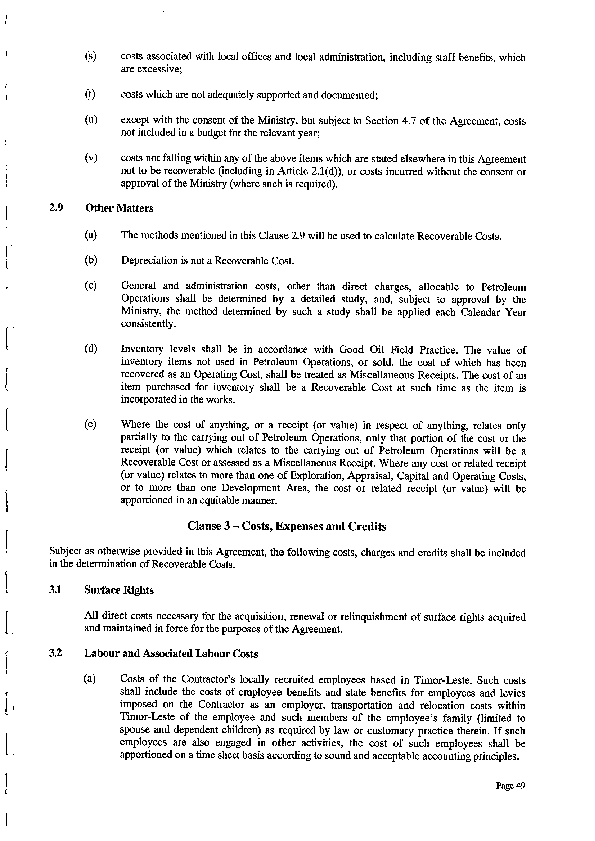 (s) costs associated with local offices and local administration, including staff benefits, which
are excessive;
(t) costs which are not adequately supported and documented;
(u) except with the consent of the Ministry, but subject to Section 4.7 of the Agreement, costs
not included in a budget for the relevant year;
(v) costs not falling within any of the above items which are stated elsewhere in this Agreement
not to be recoverable (including in Article 2.1(d)), or costs incurred without the consent or
approval of the Ministry (where such is required).
2.9 Other Matters
(a) The methods mentioned in this Clause 2.9 will be used to calculate Recoverable Costs.
(b) Depreciation is not a Recoverable Cost.
(c) General and administration costs, other than direct charges, allocable to Petroleum
Operations shall be determined by a detailed study, and, subject to approval by the
Ministry, the method determined by such a study shall be applied each Calendar Year
consistently.
(d) Inventory levels shall be in accordance with Good Oil Field Practice. The value of
inventory items not used in Petroleum Operations, or sold, the cost of which has been
recovered as an Operating Cost, shall be treated as Miscellaneous Receipts. The cost of an
item purchased for inventory shall be a Recoverable Cost at such time as the item is
incorporated in the works.
(e) Where the cost of anything, or a receipt (or value) in respect of anything, relates only
partially to the carrying out of Petroleum Operations, only that portion of the cost or the
receipt (or value) which relates to the carrying out of Petroleum Operations will be a
Recoverable Cost or assessed as a Miscellaneous Receipt. Where any cost or related receipt
(or value) relates to more than one of Exploration, Appraisal, Capital and Operating Costs,
or to more than one Development Area, the cost or related receipt (or value) will be
apportioned in an equitable manner.
Clause 3 – Costs, Expenses and Credits
Subject as otherwise provided in this Agreement, the following costs, charges and credits shall be included
in the determination of Recoverable Costs.
3.1 Surface Rights
All direct costs necessary for the acquisition, renewal or relinquishment of surface rights acquired
and maintained in force for the purposes of the Agreement.
3.2 Labour and Associated Labour Costs
(a) Costs of the Contractor's locally recruited employees based in Timor-Leste. Such costs
shall include the costs of employee benefits and state benefits for employees and levies
imposed on the Contractor as an employer, transportation and relocation costs within
Timor-Leste of the employee and such members of the employee's family (limited to
spouse and dependent children) as required by law or customary practice therein. If such
employees are also engaged in other activities, the cost of such employees shall be
apportioned on a time sheet basis according to sound and acceptable accounting principles.
Page 49